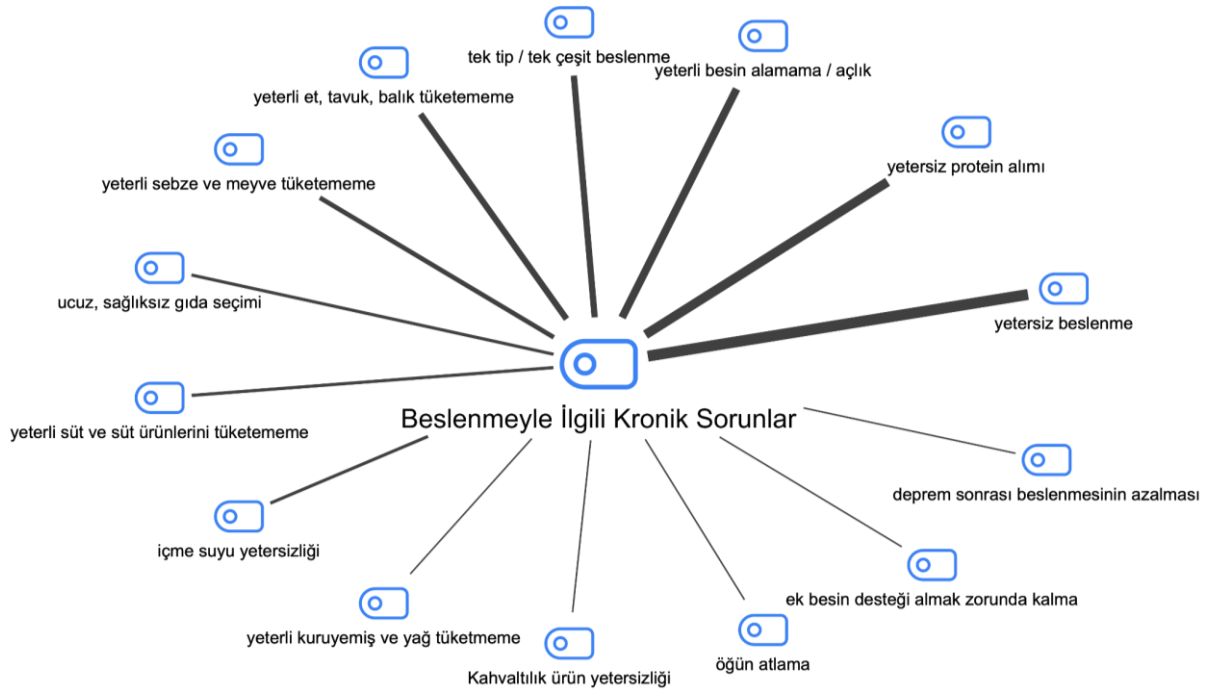 tek tip / tek çeşit beslenme
yeterli besin alamama / açlık
yeterli et, tavuk, balık tüketememe
yetersiz protein alımı
yeterli sebze ve meyve tüketememe
ucuz, sağlıksız gıda seçimi
yetersiz beslenme
Beslenmeyle İlgili Kronik Sorunlar
yeterli süt ve süt ürünlerini tüketememe
deprem sonrası beslenmesinin azalması
içme suyu yetersizliği
ek besin desteği almak zorunda kalma
yeterli kuruyemiş ve yağ tüketmeme
öğün atlama
Kahvaltılık ürün yetersizliği